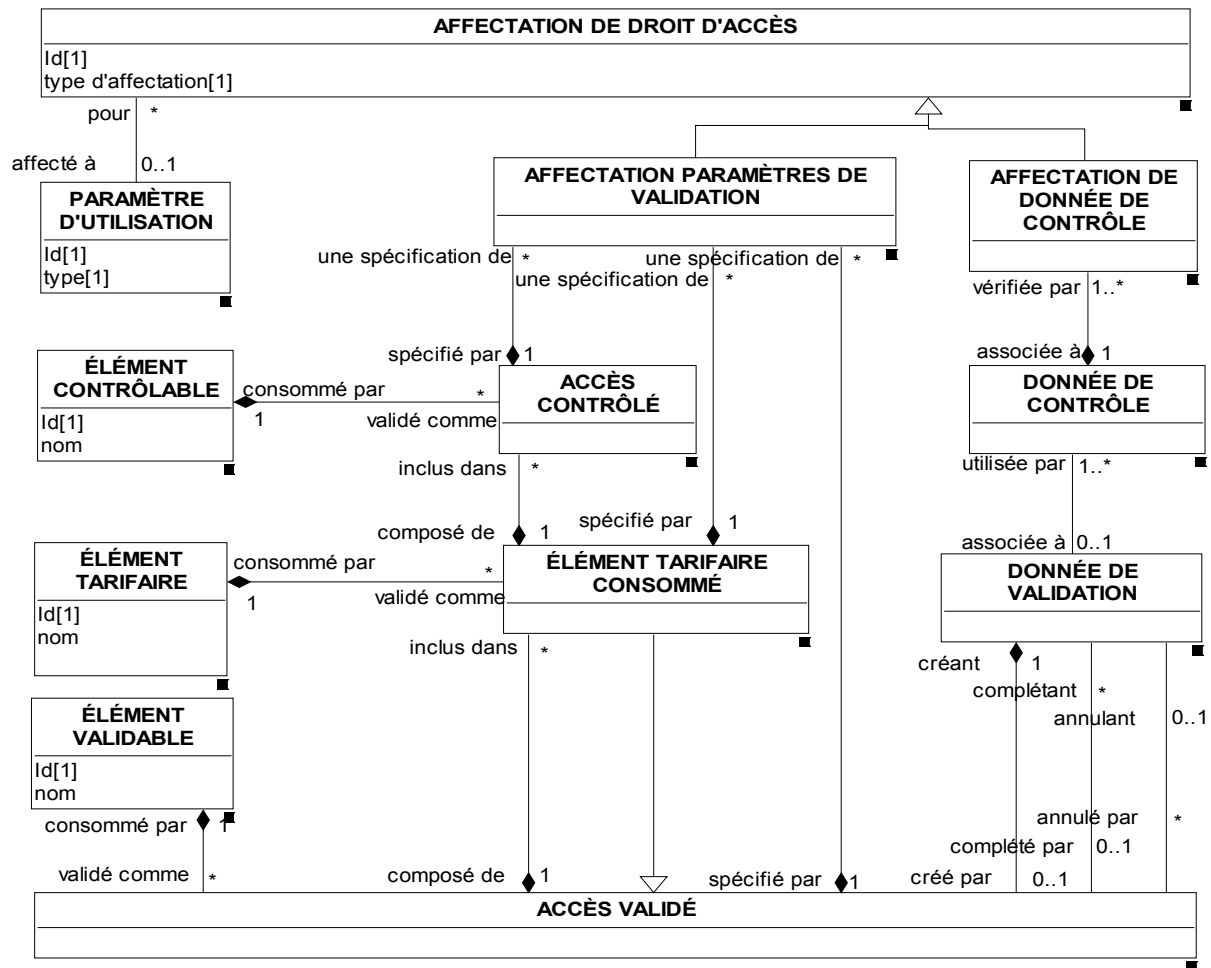 AFFECTATION DE DROIT D'ACCÈS
Id[1]
type d'affectation[1]
pour *
affecté à 0..1
PARAMÈTRE
D'UTILISATION
Id[1]
type[1]
AFFECTATION PARAMÈTRES DE
VALIDATION
AFFECTATION DE
DONNÉE DE
CONTRÔLE
une spécification de *
une spécification de *
une spécification de *
vérifiée par 1..*
spécifié par 1
associée à 1
ÉLÉMENT
CONTRÔLABLE
Id[1]
nom
consommé par *
1 validé comme
ACCÈS
CONTRÔLÉ
DONNÉE DE
CONTRÔLE
inclus dans *
utilisée par 1..*
composé de 1
spécifié par 1
associée à 0..1
ÉLÉMENT
TARIFAIRE
Id[1]
nom
consommé par *
1 validé comme
ÉLÉMENT TARIFAIRE
CONSOMMÉ
DONNÉE DE
VALIDATION
inclus dans *
créant 1
complétant *
annulant 0..1
ÉLÉMENT
VALIDABLE
Id[1]
nom
consommé par 1
annulé par *
complété par 0..1
validé comme *
composé de 1
spécifié par 1
créé par 0..1
ACCÈS VALIDÉ